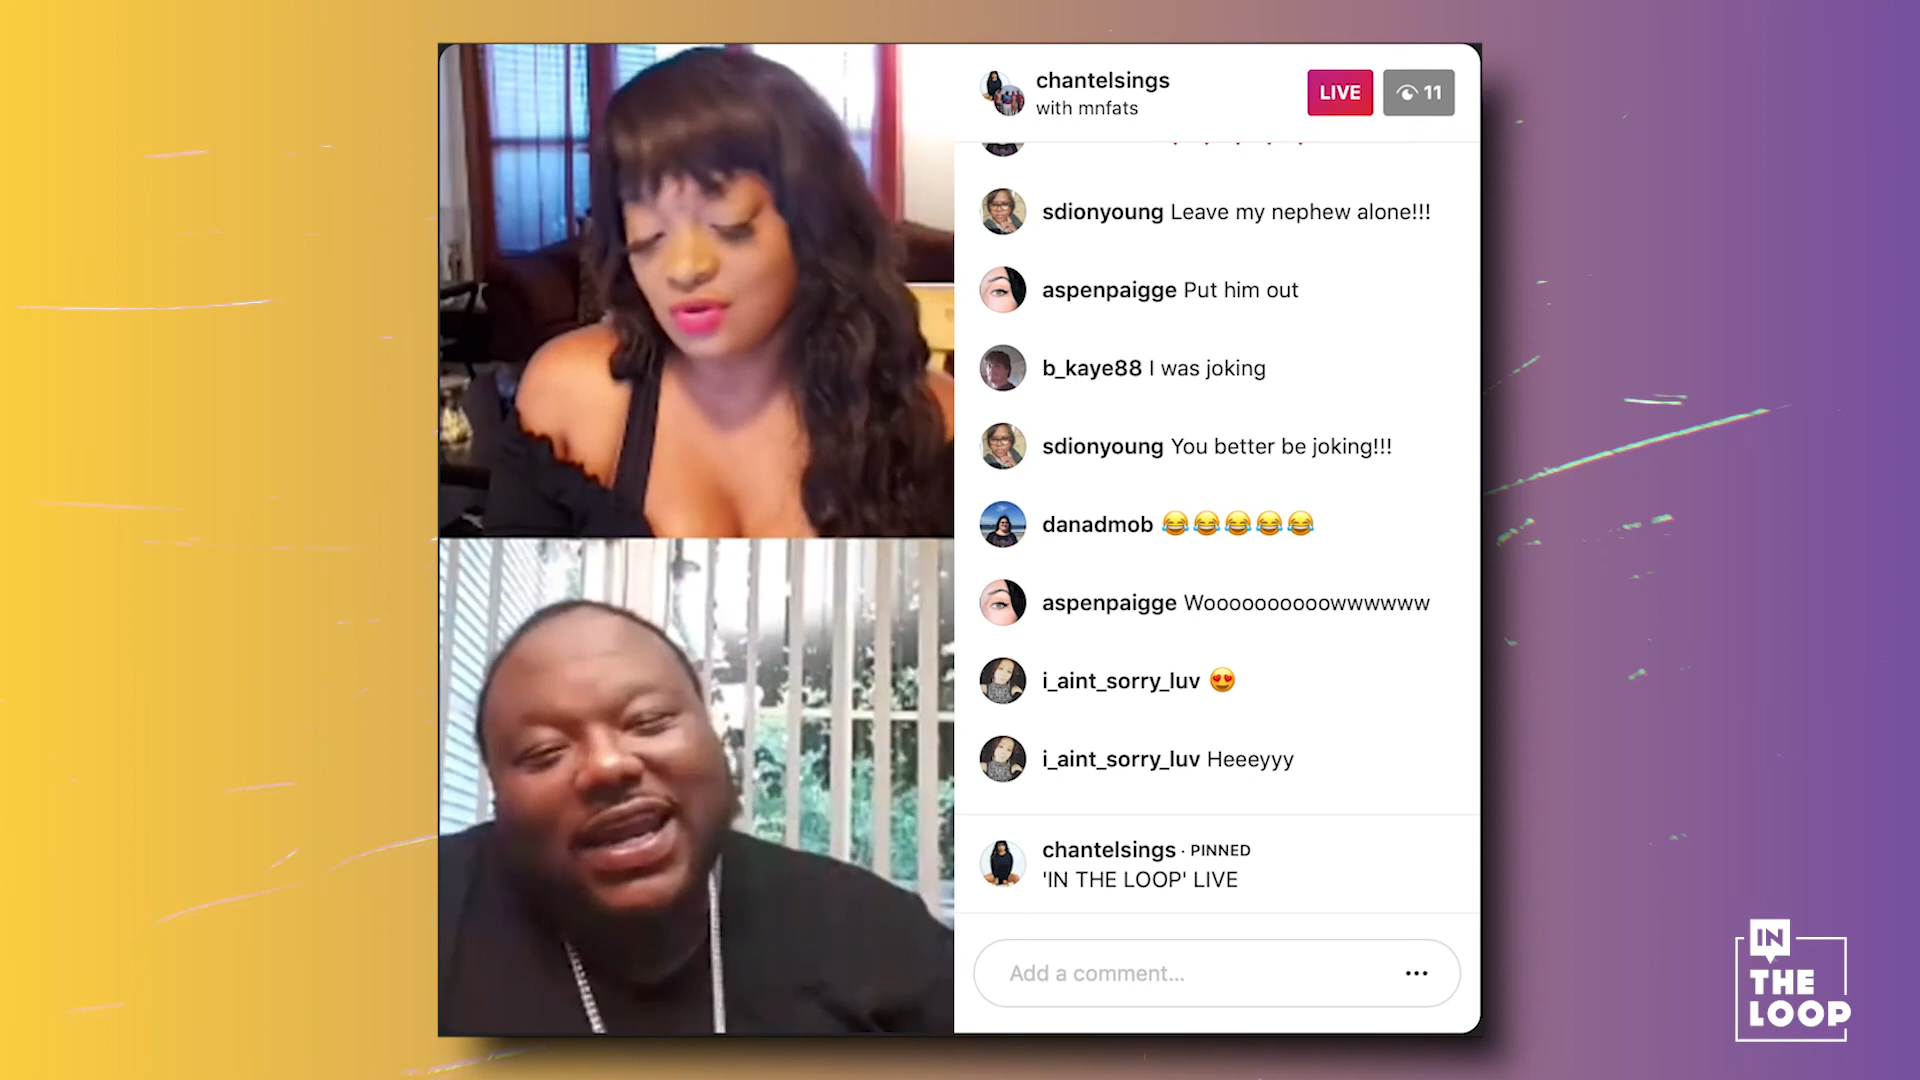 chantelsings
with mnfats
LIVE
11
sdionyoung Leave my nephew alone!!!
aspenpaigge Put him out
b_kaye88 I was joking
sdionyoung You better be joking!!!
danadmob 😂😂😂😂😂
aspenpaigge Woooooooooowwwwww
i_aint_sorry_luv 😍
i_aint_sorry_luv Heeeyyy
chantelsings · PINNED
'IN THE LOOP' LIVE
Add a comment...
IN
THE
LOOP